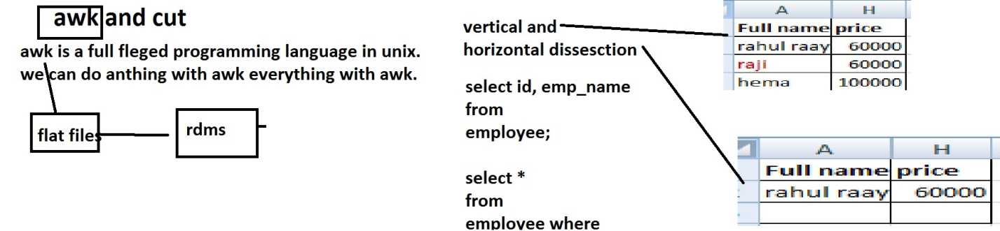 awk and cut
awk is a full fleged programming language in unix.
we can do anthing with awk everything with awk.
flat files
rdms
vertical and
horizontal dissesction
select id, emp_name
from
employee;
select *
from
employee where
A H
Full name price
rahul raay 60000
raji 60000
hema 100000
A H
Full name price
rahul raay 60000